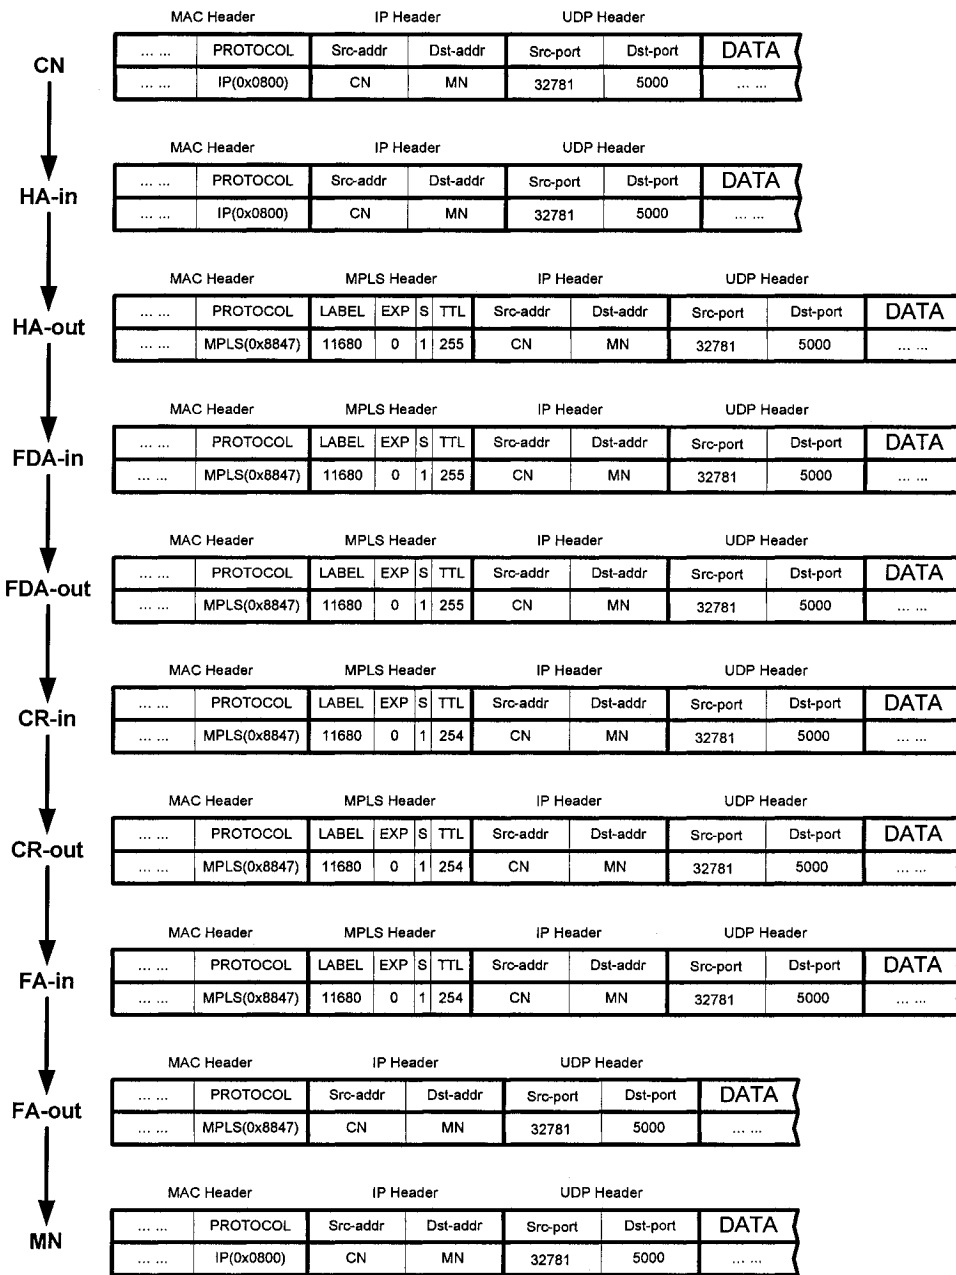 MAC Header IP Header UDP Header
CN
... ... PROTOCOL Src-addr Dst-addr Src-port Dst-port DATA
... ... IP(0x0800) CN MN 32781 5000 ... ...
MAC Header IP Header UDP Header
HA-in
... ... PROTOCOL Src-addr Dst-addr Src-port Dst-port DATA
... ... IP(0x0800) CN MN 32781 5000 ... ...
MAC Header MPLS Header IP Header UDP Header
HA-out
... ... PROTOCOL LABEL EXP S TTL Src-addr Dst-addr Src-port Dst-port DATA
... ... MPLS(0x8847) 11680 0 1 255 CN MN 32781 5000 ... ...
MAC Header MPLS Header IP Header UDP Header
FDA-in
... ... PROTOCOL LABEL EXP S TTL Src-addr Dst-addr Src-port Dst-port DATA
... ... MPLS(0x8847) 11680 0 1 255 CN MN 32781 5000 ... ...
MAC Header MPLS Header IP Header UDP Header
FDA-out
... ... PROTOCOL LABEL EXP S TTL Src-addr Dst-addr Src-port Dst-port DATA
... ... MPLS(0x8847) 11680 0 1 255 CN MN 32781 5000 ... ...
MAC Header MPLS Header IP Header UDP Header
CR-in
... ... PROTOCOL LABEL EXP S TTL Src-addr Dst-addr Src-port Dst-port DATA
... ... MPLS(0x8847) 11680 0 1 254 CN MN 32781 5000 ... ...
MAC Header MPLS Header IP Header UDP Header
CR-out
... ... PROTOCOL LABEL EXP S TTL Src-addr Dst-addr Src-port Dst-port DATA
... ... MPLS(0x8847) 11680 0 1 254 CN MN 32781 5000 ... ...
MAC Header MPLS Header IP Header UDP Header
FA-in
... ... PROTOCOL LABEL EXP S TTL Src-addr Dst-addr Src-port Dst-port DATA
... ... MPLS(0x8847) 11680 0 1 254 CN MN 32781 5000 ... ...
MAC Header IP Header UDP Header
FA-out
... ... PROTOCOL Src-addr Dst-addr Src-port Dst-port DATA
... ... MPLS(0x8847) CN MN 32781 5000 ... ...
MAC Header IP Header UDP Header
MN
... ... PROTOCOL Src-addr Dst-addr Src-port Dst-port DATA
... ... IP(0x0800) CN MN 32781 5000 ... ...